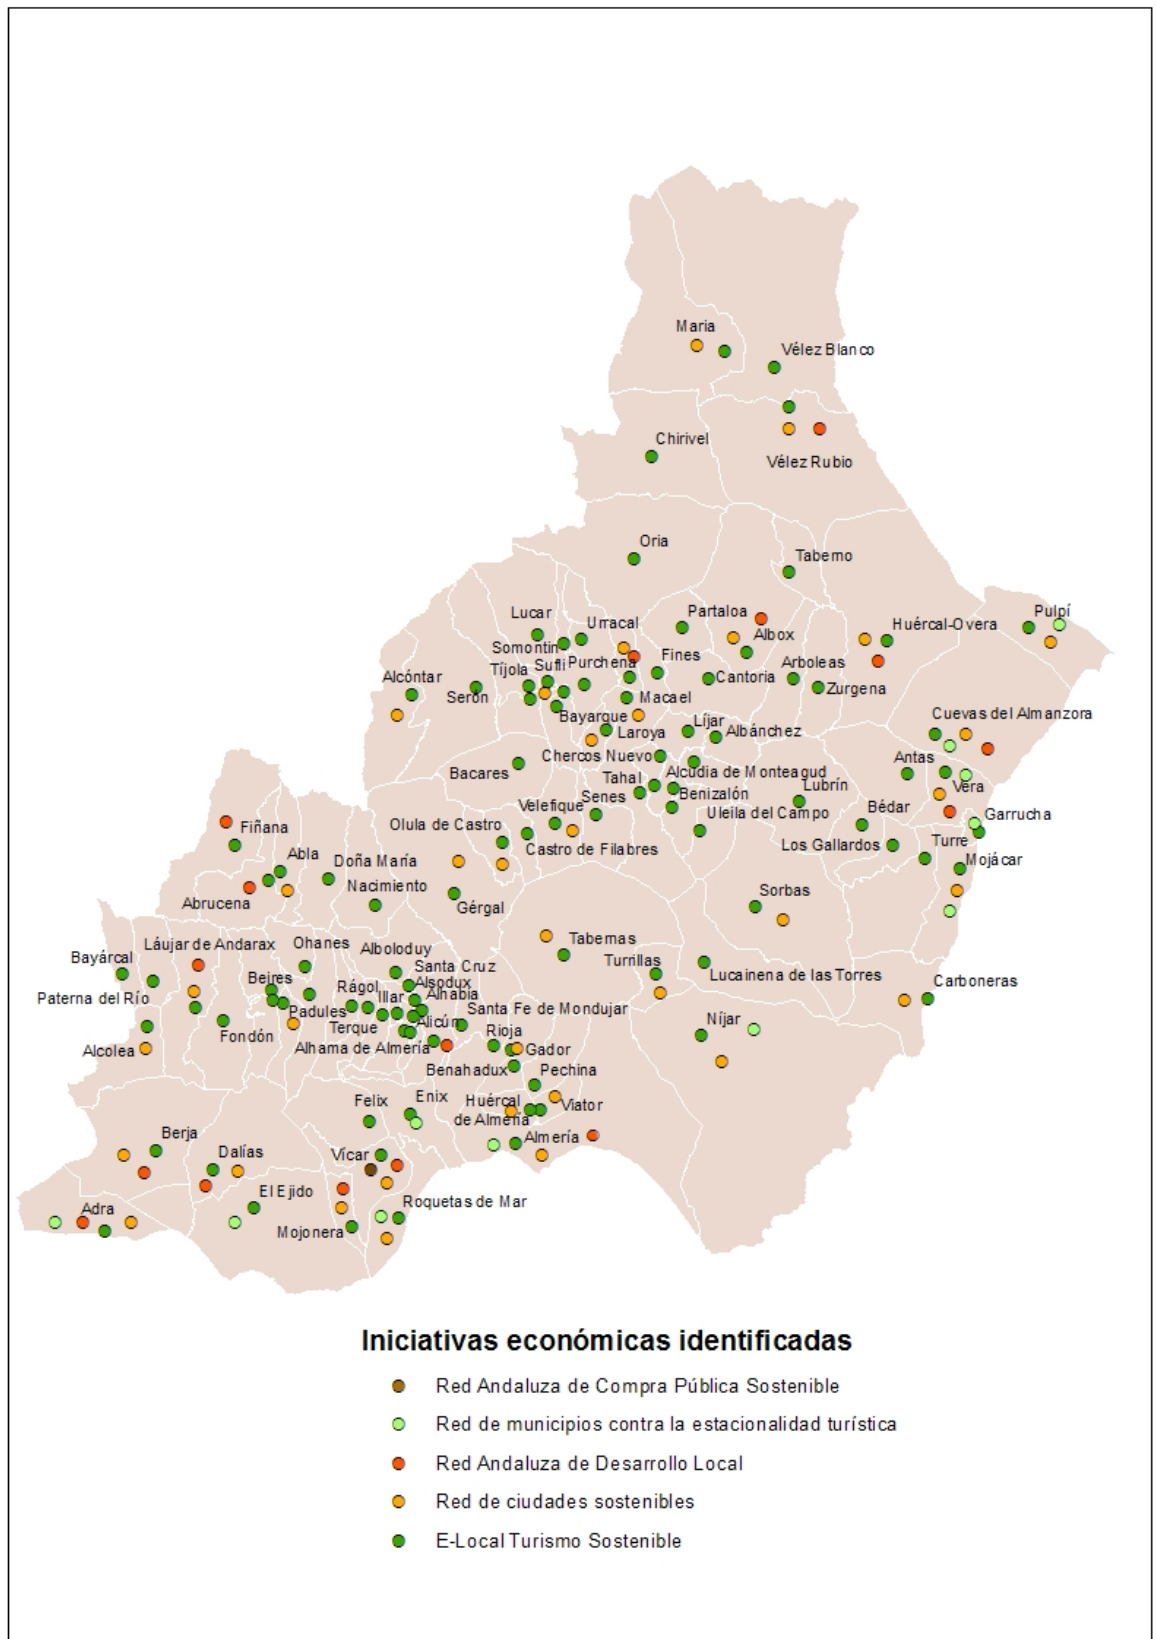 Maria
Vélez Blanco
Chirivel
Vélez Rubio
Oria
Taberno
Lucar
Urracal
Partaloa
Albox
Huércal-Overa
Pulpí
Somontin
Tíjola
Suflí
Purchena
Fines
Arboleas
Alcóntar
Serón
Cantoria
Zurgena
Macael
Bayarque
Laroya
Líjar
Albánchez
Cuevas del Almanzora
Chercos Nuevo
Antas
Bacares
Tahal
Alcudia de Monteagud
Benizalón
Lubrín
Vera
Velefique
Senes
Uleila del Campo
Bédar
Garrucha
Fiñana
Olula de Castro
Castro de Filabres
Los Gallardos
Turre
Mojácar
Abla
Doña María
Nacimiento
Abrucena
Gérgal
Sorbas
Tabernas
Láujar de Andarax
Ohanes
Alboloduy
Bayárcal
Santa Cruz
Turrillas
Lucainena de las Torres
Beires
Rágol
Alsodux
Carboneras
Paterna del Río
Illar
Alhabia
Padules
Santa Fe de Mondujar
Terque
Alicún
Níjar
Fondón
Rioja
Alcolea
Alhama de Almería
Gador
Benahadux
Pechina
Felix
Enix
Huércal
de Almería
Viator
Berja
Dalías
Vícar
Almería
El Ejido
Roquetas de Mar
Adra
Mojonera
Iniciativas económicas identificadas
Red Andaluza de Compra Pública Sostenible
Red de municipios contra la estacionalidad turística
Red Andaluza de Desarrollo Local
Red de ciudades sostenibles
E-Local Turismo Sostenible